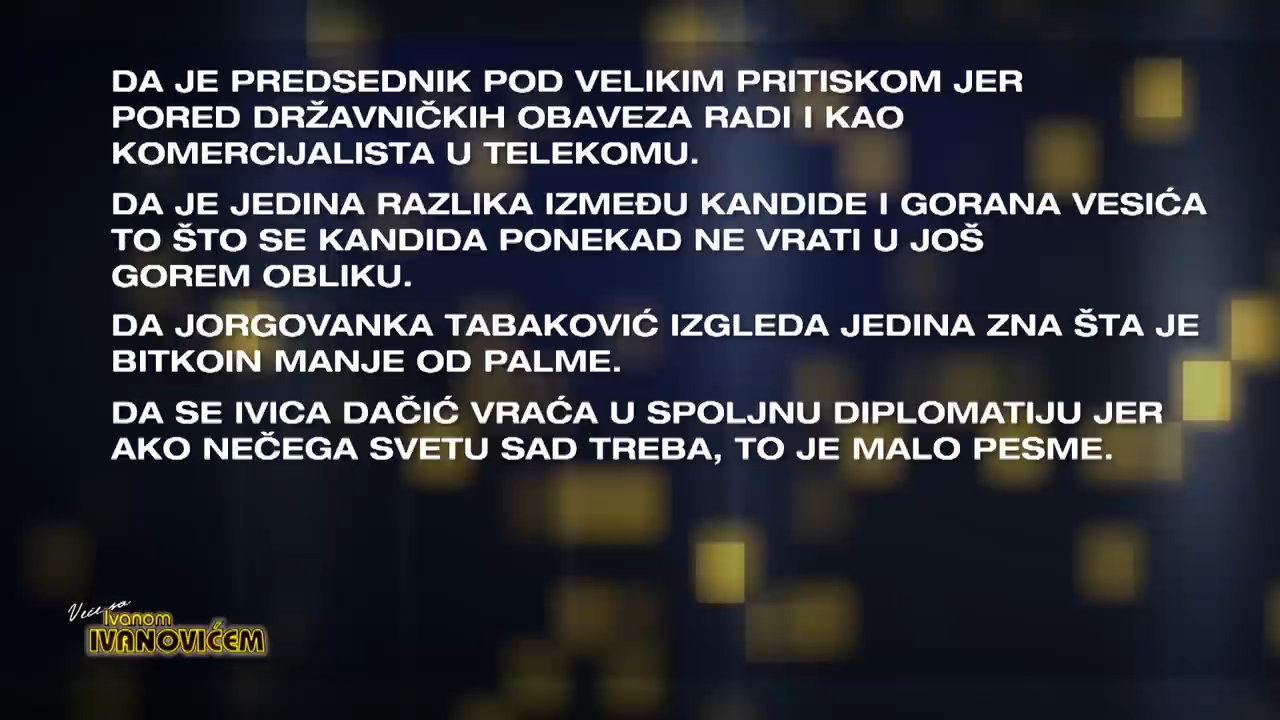 DA JE PREDSEDNIK POD VELIKIM PRITISKOM JER
PORED DRŽAVNIČKIH OBAVEZA RADI I KAO
KOMERCIJALISTA U TELEKOMU.
DA JE JEDINA RAZLIKA IZMEĐU KANDIDE I GORANA VESIĆA
TO ŠTO SE KANDIDA PONEKAD NE VRATI U JOŠ
GOREM OBLIKU.
DA JORGOVANKA TABAKOVIĆ IZGLEDA JEDINA ZNA ŠTA JE
BITKOIN MANJE OD PALME.
DA SE IVICA DAČIĆ VRAĆA U SPOLJNU DIPLOMATIJU JER
AKO NEČEGA SVETU SAD TREBA, TO JE MALO PESME.
Veče sa
Ivanom
IVANOVIĆEM